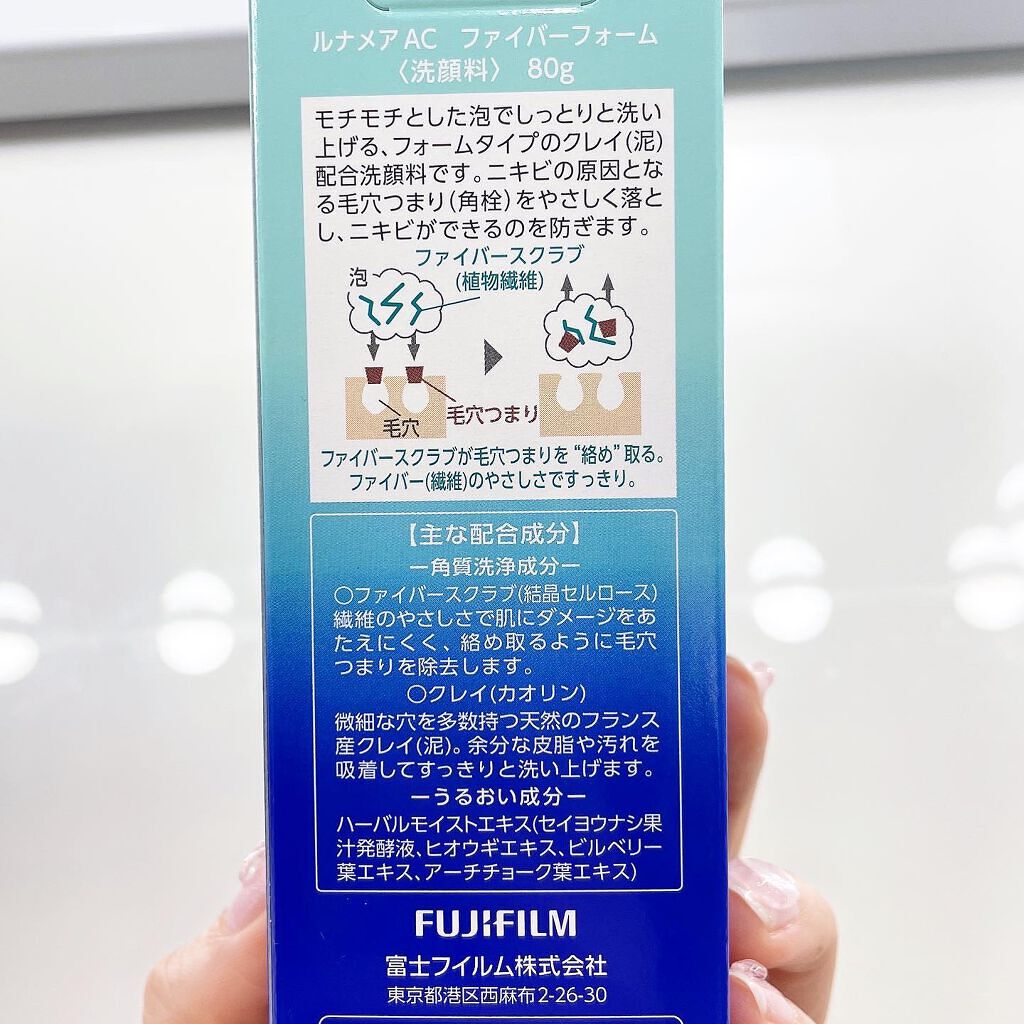 ルナメアAC ファイバーフォーム
〈洗顔料〉 80g
モチモチとした泡でしっとりと洗い
上げる、フォームタイプのクレイ(泥)
配合洗顔料です。ニキビの原因とな
る毛穴つまり(角栓)をやさしく落と
し、ニキビができるのを防ぎます。
ファイバースクラブ
(植物繊維)
泡
毛穴つまり
毛穴
ファイバースクラブが毛穴つまりを“絡め”取る。
ファイバー(繊維)のやさしさですっきり。
【主な配合成分】
ー角質洗浄成分ー
○ファイバースクラブ(結晶セルロース)
繊維のやさしさで肌にダメージをあ
たえにくく、絡め取るように毛穴
つまりを除去します。
○クレイ(カオリン)
微細な穴を多数持つ天然のフランス
産クレイ(泥)。余分な皮脂や汚れを
吸着してすっきりと洗い上げます。
ーうるおい成分ー
ハーバルモイストエキス(セイヨウナシ果
汁発酵液、ヒオウギエキス、ビルベリー
葉エキス、アーチチョーク葉エキス)
FUJIFILM
富士フイルム株式会社
東京都港区西麻布2-26-30